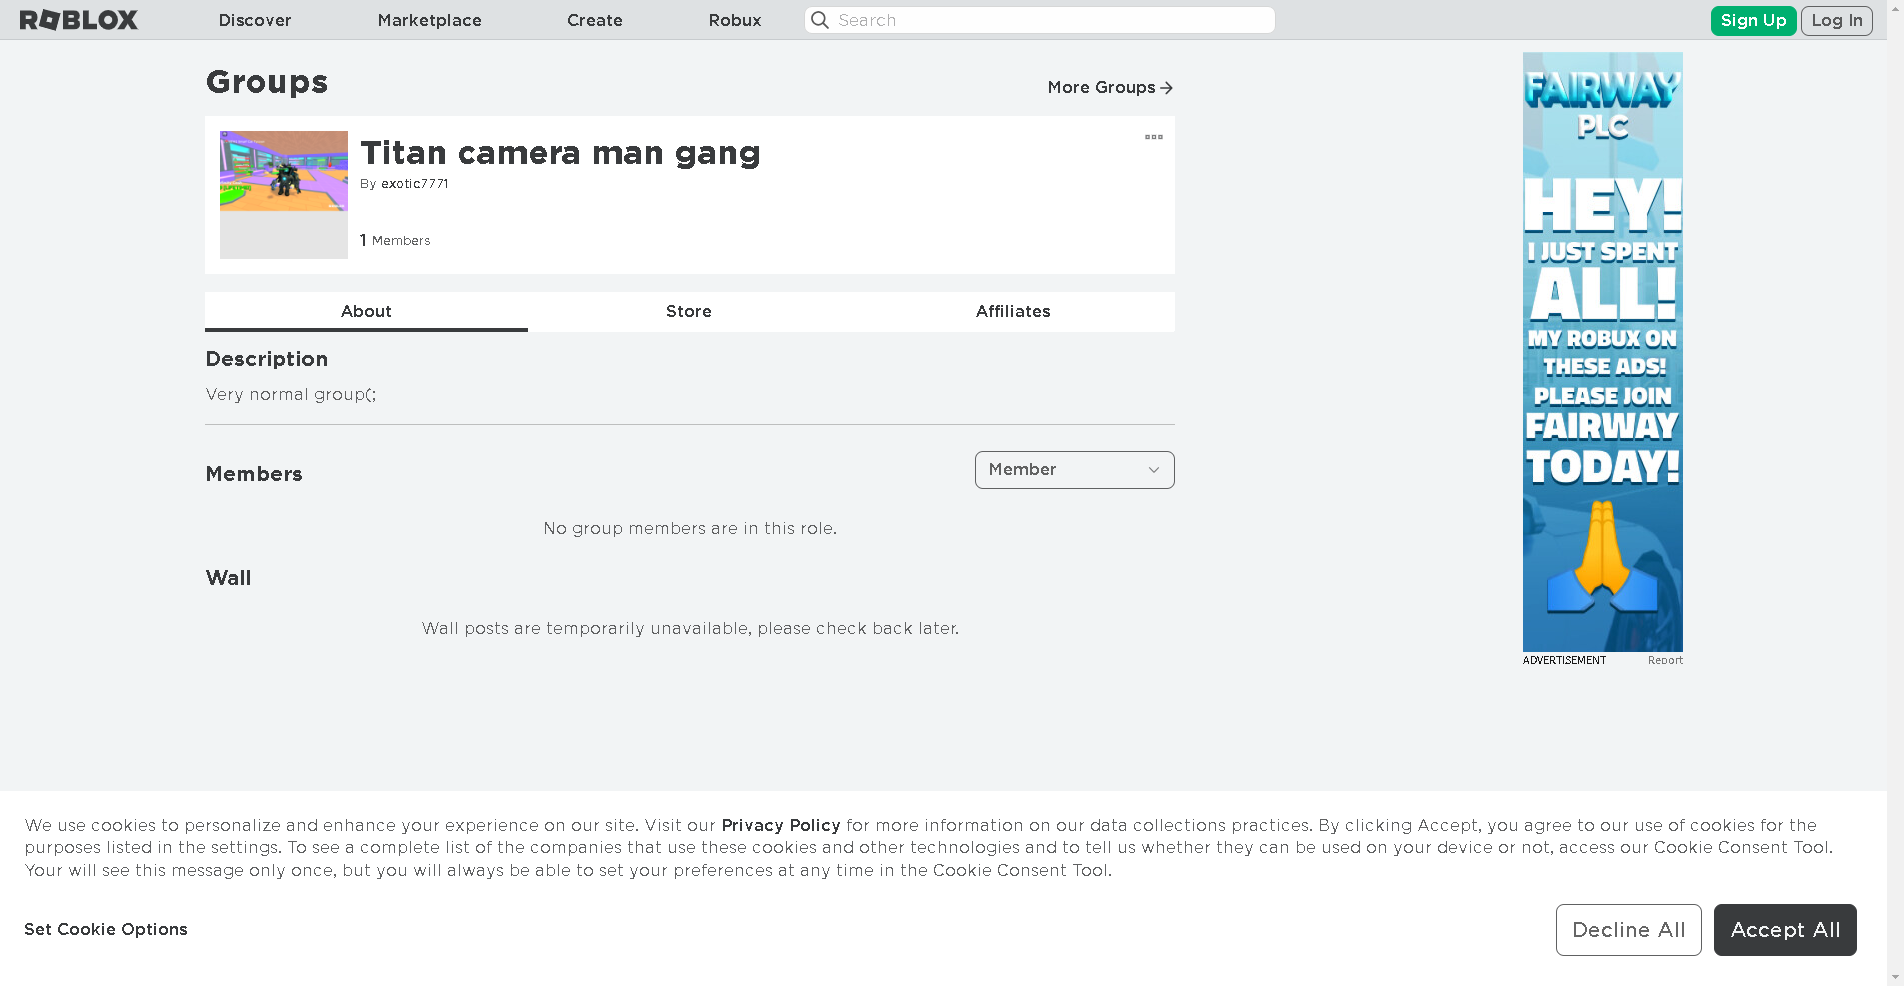 ROBLOX
Discover
Marketplace
Create
Robux
Search
Sign Up
Log In
Groups
More Groups
Titan camera man gang
By exotic7771
1 Members
About
Store
Affiliates
Description
Very normal group(;
Members
Member
No group members are in this role.
Wall
Wall posts are temporarily unavailable, please check back later.
FAIRWAY
PLC
HEY!
I JUST SPENT
ALL!
MY ROBUX ON
THESE ADS!
PLEASE JOIN
FAIRWAY
TODAY!
ADVERTISEMENT
Report
We use cookies to personalize and enhance your experience on our site. Visit our Privacy Policy for more information on our data collections practices. By clicking Accept, you agree to our use of cookies for the
purposes listed in the settings. To see a complete list of the companies that use these cookies and other technologies and to tell us whether they can be used on your device or not, access our Cookie Consent Tool.
Your will see this message only once, but you will always be able to set your preferences at any time in the Cookie Consent Tool.
Set Cookie Options
Decline All
Accept All